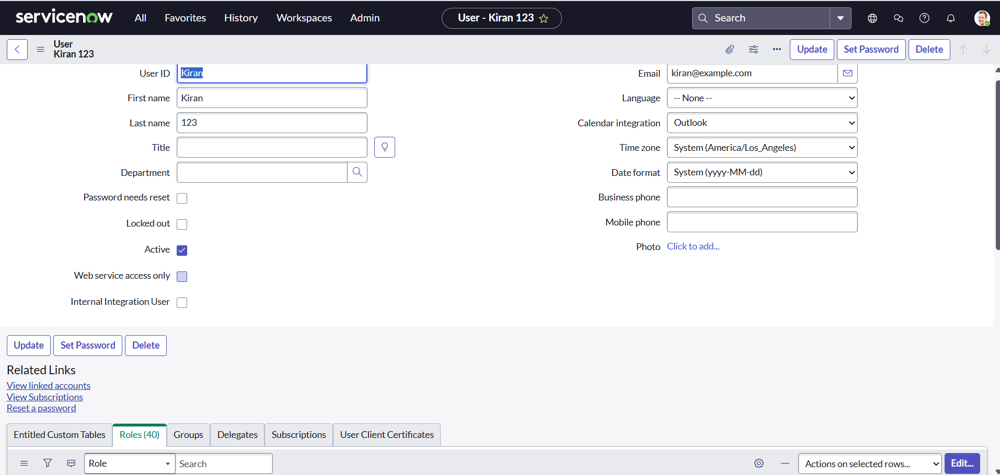 servicenow All Favorites History Workspaces Admin User - Kiran 123 Search
User
Kiran 123
Update Set Password Delete
User ID Kiran
First name Kiran
Last name 123
Title
Department
Password needs reset
Locked out
Active
Web service access only
Internal Integration User
Email kiran@example.com
Language -- None --
Calendar integration Outlook
Time zone System (America/Los_Angeles)
Date format System (yyyy-MM-dd)
Business phone
Mobile phone
Photo Click to add...
Update Set Password Delete
Related Links
View linked accounts
View Subscriptions
Reset a password
Entitled Custom Tables Roles (40) Groups Delegates Subscriptions User Client Certificates
Role Search Actions on selected rows... Edit...